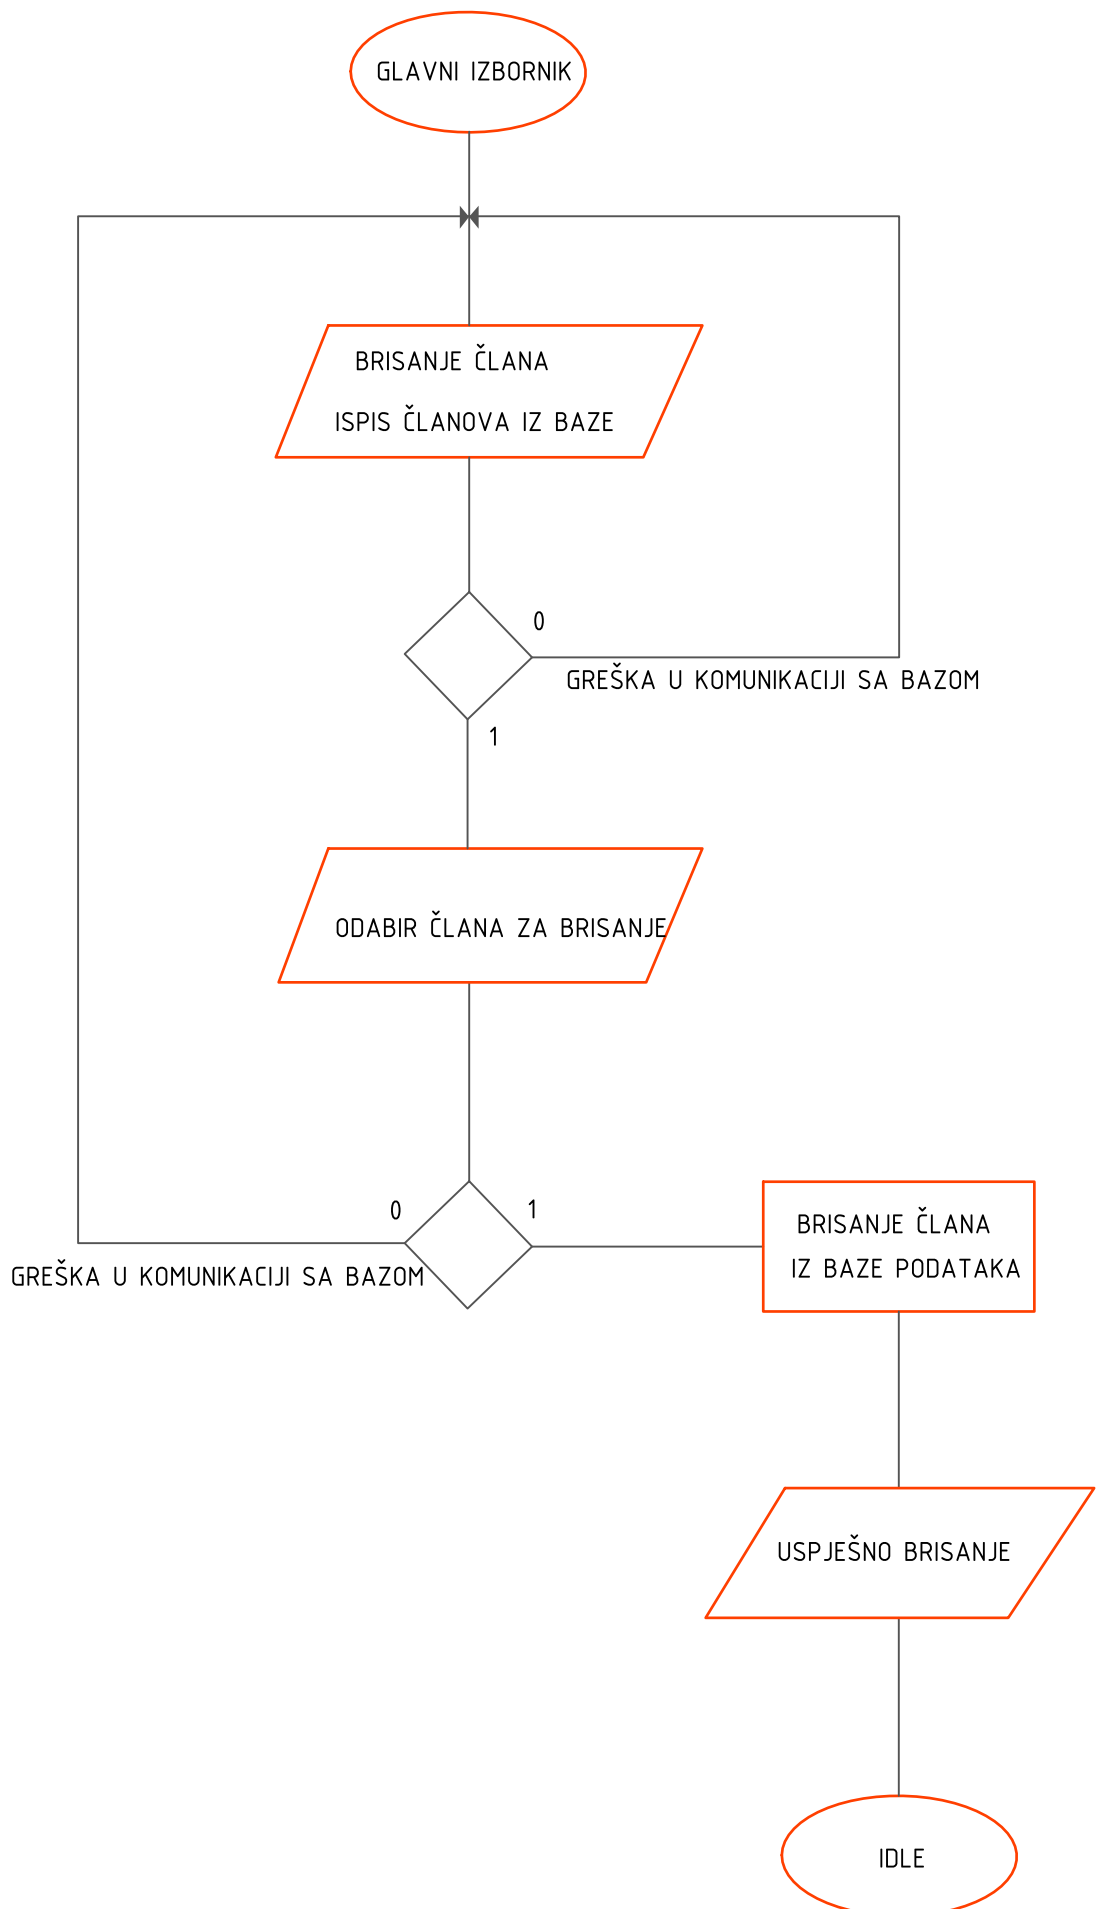 GLAVNI IZBORNIK
BRISANJE ČLANA
ISPIS ČLANOVA IZ BAZE
0
GREŠKA U KOMUNIKACIJI SA BAZOM
1
ODABIR ČLANA ZA BRISANJE
0
1
GREŠKA U KOMUNIKACIJI SA BAZOM
BRISANJE ČLANA
IZ BAZE PODATAKA
USPJEŠNO BRISANJE
IDLE